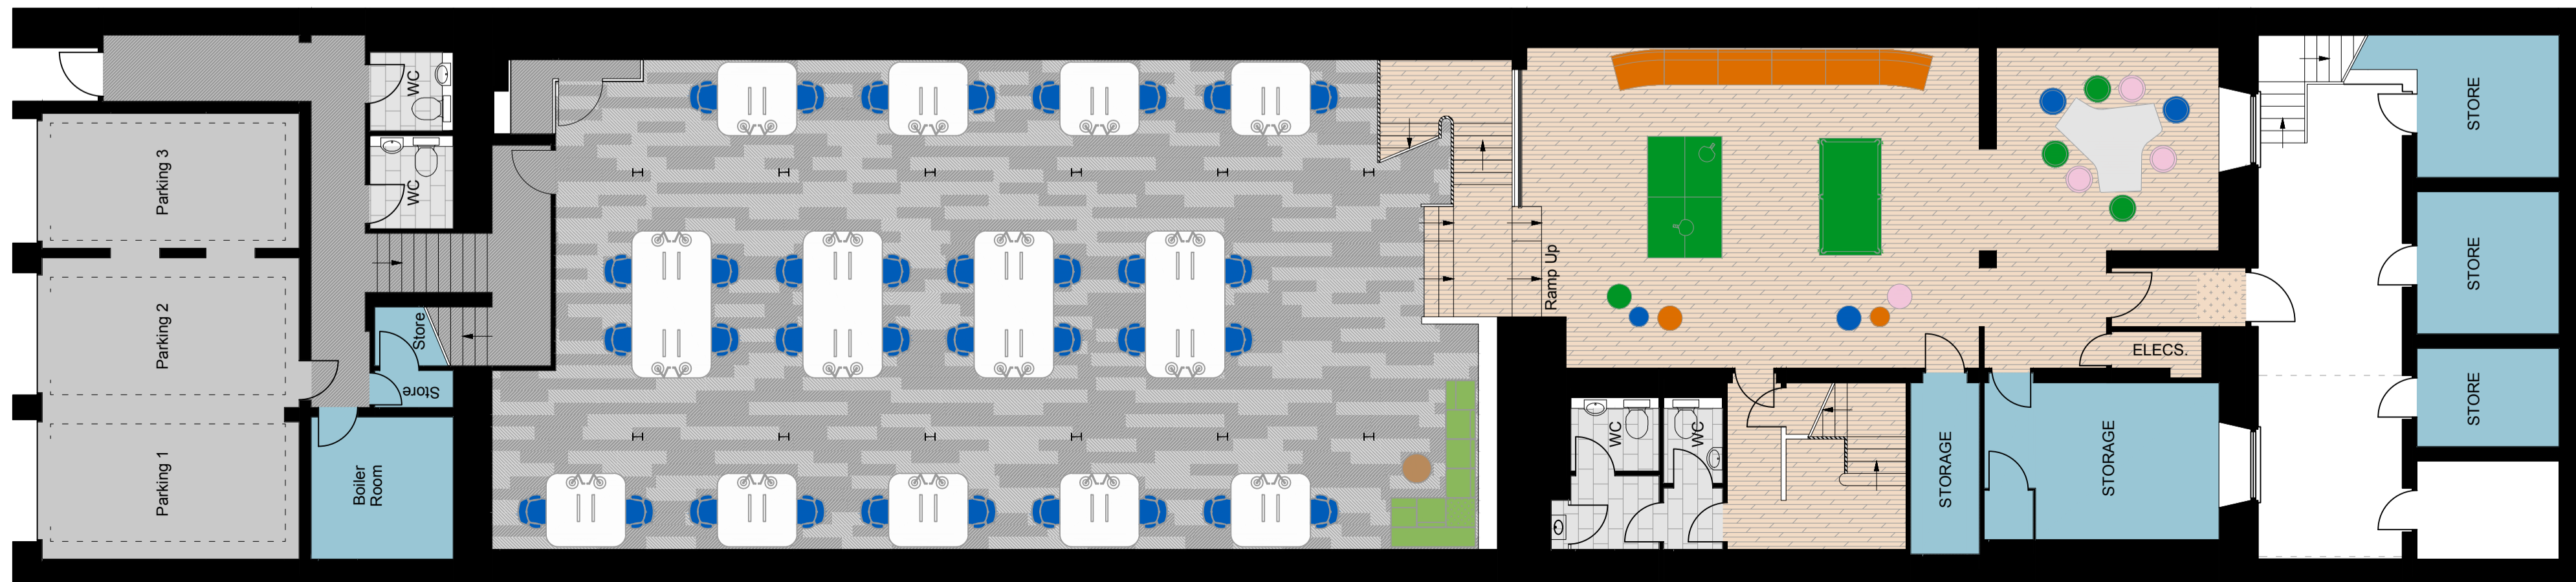 WC
WC
Parking 3
Parking 2
Parking 1
Store
Store
Boiler
Room
Ramp Up
WC
WC
STORAGE
STORAGE
ELECS.
STORE
STORE
STORE